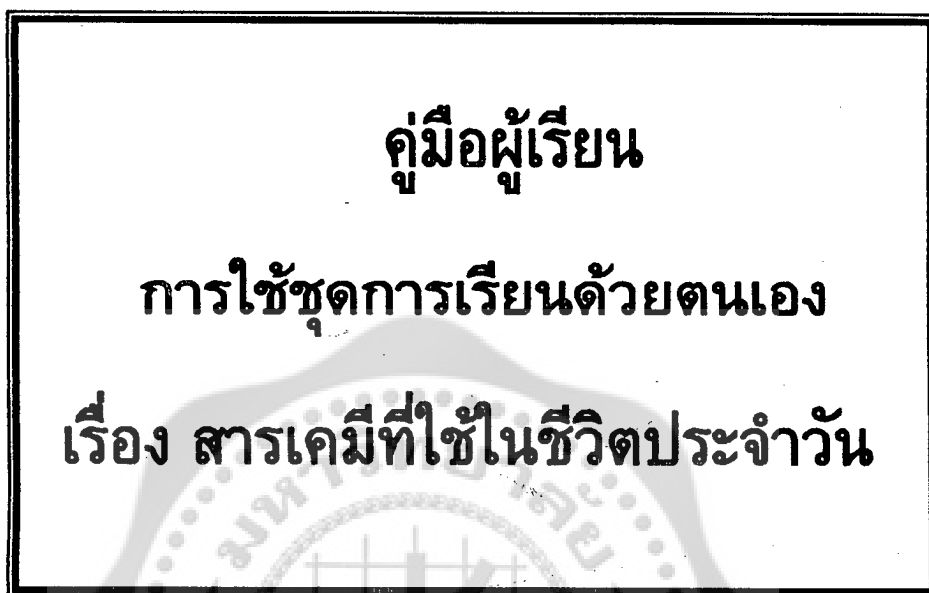 คู่มือผู้เรียน
การใช้ชุดการเรียนด้วยตนเอง
เรื่อง สารเคมีที่ใช้ในชีวิตประจำวัน